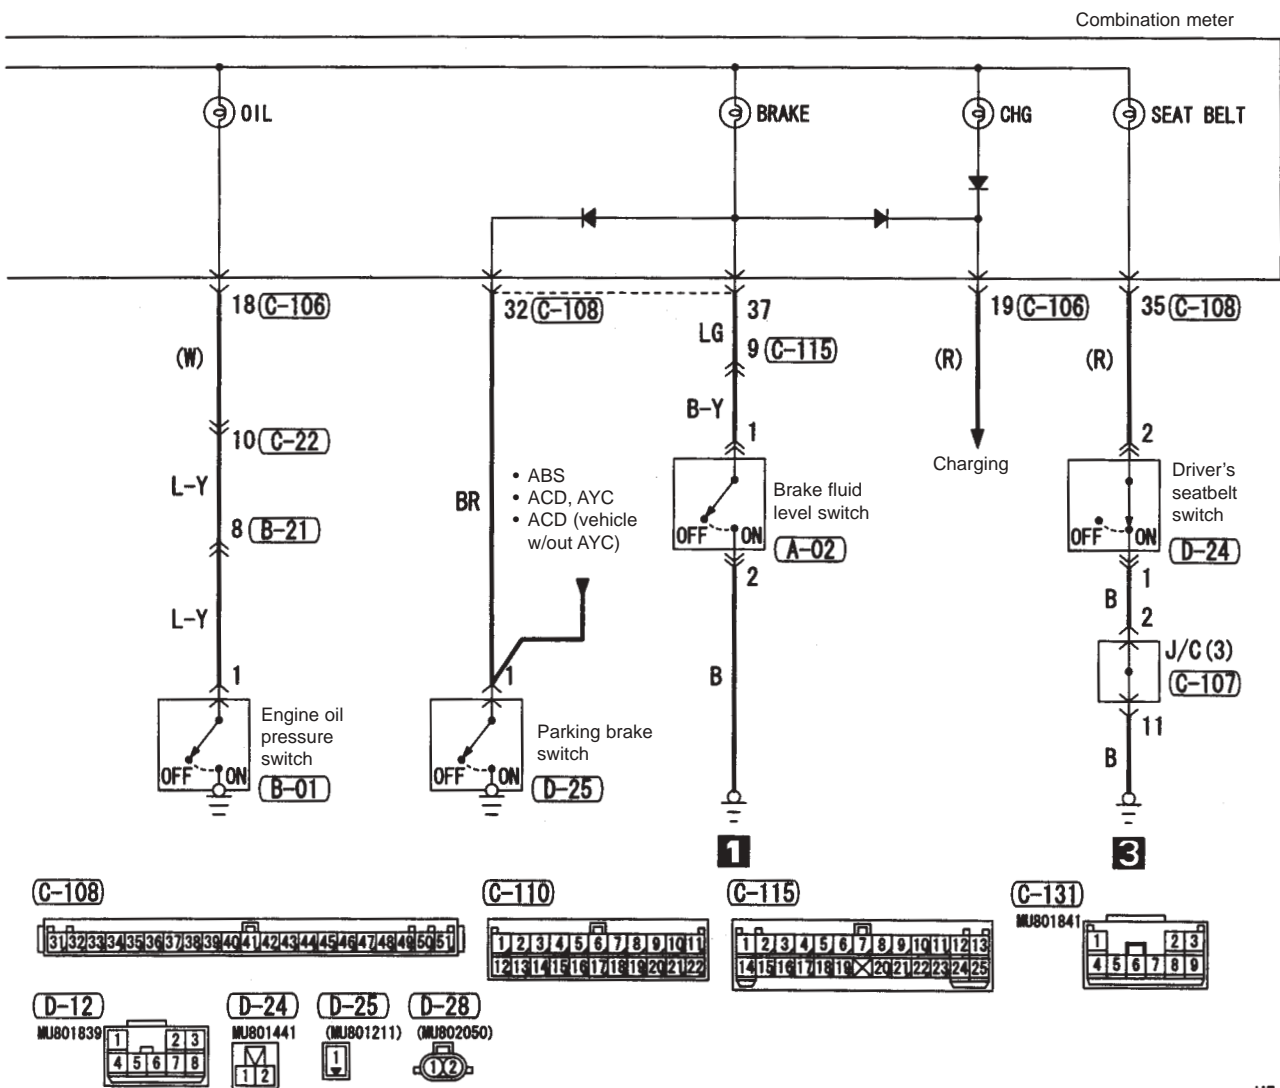 Combination meter
OIL
BRAKE
CHG
SEAT BELT
18 C-106
32 C-108
37
19 C-106
35 C-108
(W)
LG
9 C-115
(R)
(R)
B-Y
10 C-22
1
2
L-Y
BR
• ABS
• ACD, AYC
• ACD (vehicle
w/out AYC)
OFF ON
Brake fluid
level switch
A-02
Charging
OFF ON
Driver's
seatbelt
switch
D-24
8 B-21
2
1
B
2
L-Y
B
J/C(3)
C-107
1
1
11
OFF ON
Engine oil
pressure
switch
B-01
OFF ON
Parking brake
switch
D-25
B
1
3
C-108
31 32 33 34 35 36 37 38 39 40 41 42 43 44 45 46 47 48 49 50 51
C-110
1 2 3 4 5 6 7 8 9 10 11
12 13 14 15 16 17 18 19 20 21 22
C-115
1 2 3 4 5 6 7 8 9 10 11 12 13
14 15 16 17 18 19 20 21 22 23 24 25
C-131
MU801841
1 2 3
4 5 6 7 8 9
D-12
MU801839
1 2 3
4 5 6 7 8
D-24
MU801441
1 2
D-25
(MU801211)
1
D-28
(MU802050)
1 2